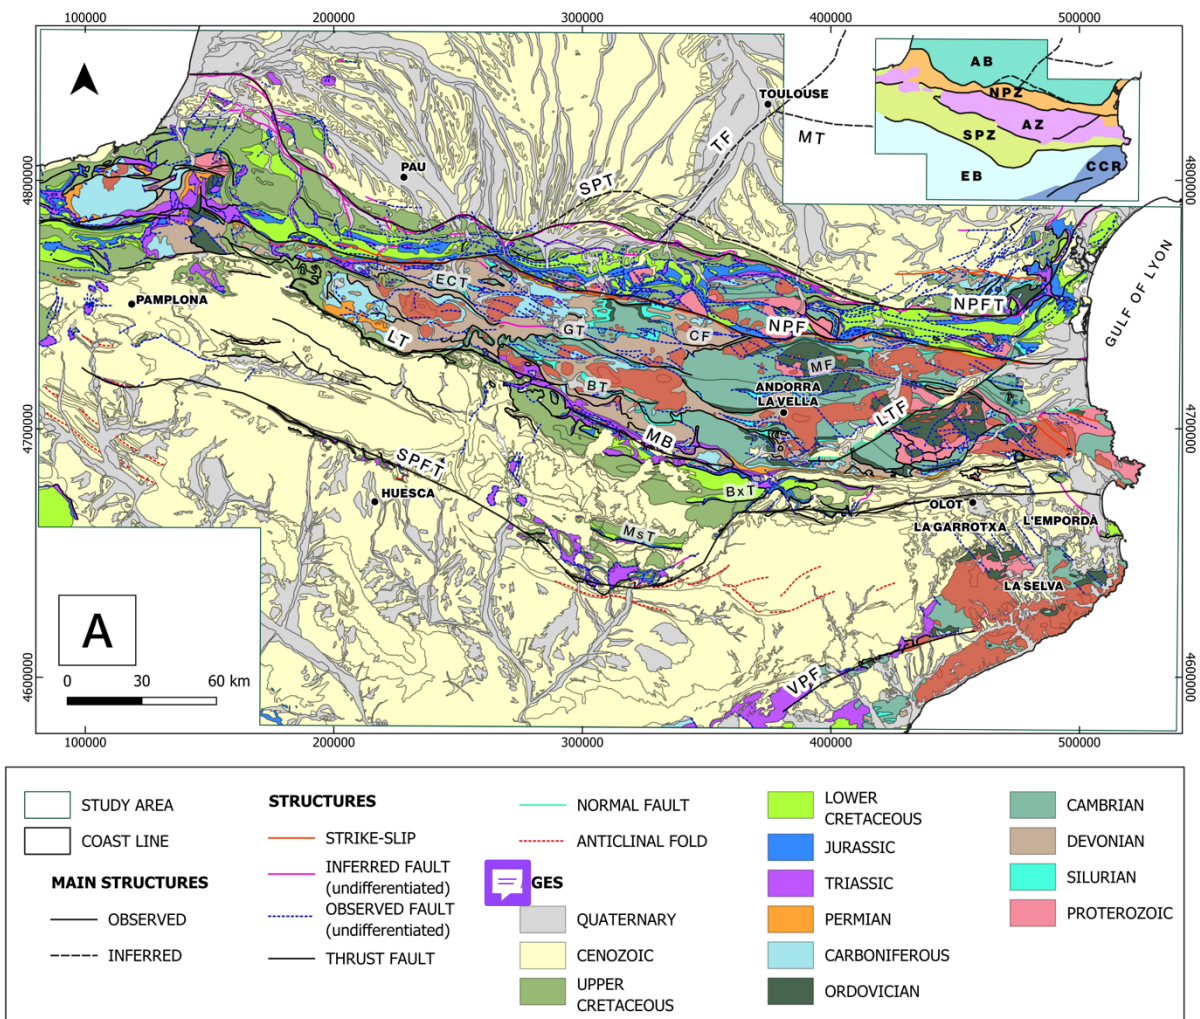 100000 200000 300000 400000 500000
4800000 4800000
4700000 4700000
4600000 4600000
AB
NPZ
AZ
SPZ
EB
CCR
TOULOUSE
MT
TF
PAU
SPT
GULF OF LYON
PAMPLONA
ECT
NPFT
NPF
GT
CF
LT
MF
BT
ANDORRA
LA VELLA
LTF
MB
SPFT
HUESCA
BxT
OLOT
L'EMPORDÀ
LA GARROTXA
MsT
LA SELVA
VPF
A
0 30 60 km
100000 200000 300000 400000 500000
STUDY AREA
COAST LINE
MAIN STRUCTURES
OBSERVED
INFERRED
STRUCTURES
STRIKE-SLIP
INFERRED FAULT
(undifferentiated)
OBSERVED FAULT
(undifferentiated)
THRUST FAULT
NORMAL FAULT
ANTICLINAL FOLD
GES
QUATERNARY
CENOZOIC
UPPER
CRETACEOUS
LOWER
CRETACEOUS
JURASSIC
TRIASSIC
PERMIAN
CARBONIFEROUS
ORDOVICIAN
CAMBRIAN
DEVONIAN
SILURIAN
PROTEROZOIC